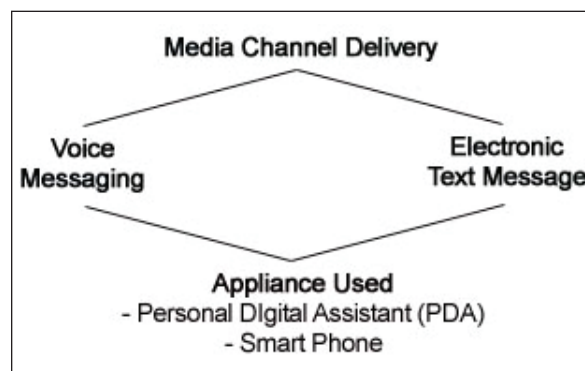 Media Channel Delivery
Voice
Messaging
Electronic
Text Message
Appliance Used
- Personal DIgital Assistant (PDA)
- Smart Phone